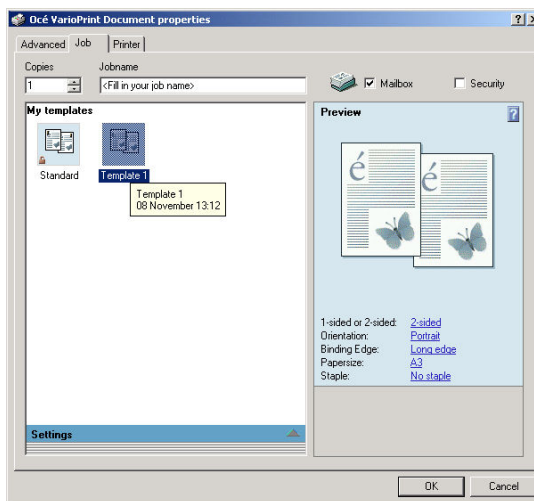 Océ VarioPrint Document properties
Advanced Job Printer
Copies Jobname
1 <Fill in your job name> Mailbox Security
My templates Preview
é é
Standard Template 1
Template 1
08 November 13:12
1-sided or 2-sided: 2-sided
Orientation: Portrait
Binding Edge: Long edge
Papersize: A3
Staple: No staple
Settings
OK Cancel